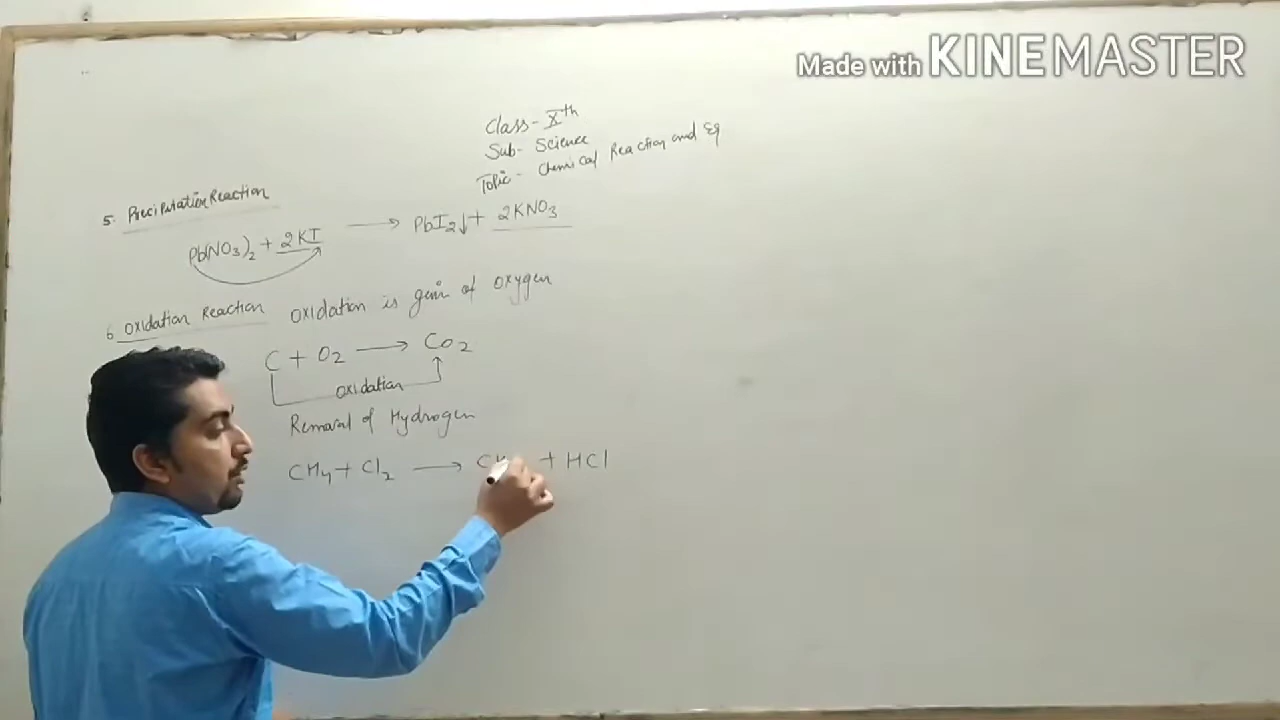 Made with KINEMASTER
Class - Xth
Sub - Science
Topic - Chemical Reaction and Eq
5. Precipitation Reaction
Pb(NO3)2 + 2KI → PbI2↓ + 2KNO3
6 Oxidation Reaction Oxidation is gain of oxygen
C + O2 → CO2
Oxidation
Removal of Hydrogen
CH4 + Cl2 → + HCl